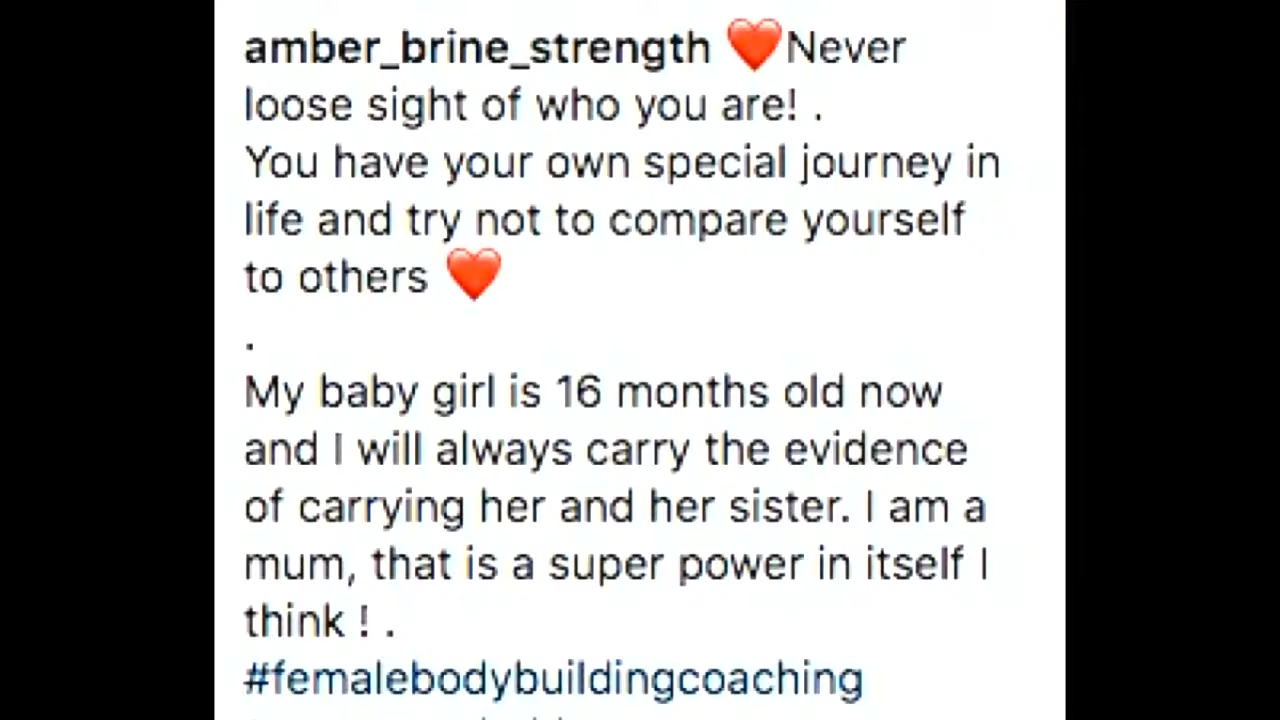 amber_brine_strength ❤️Never
loose sight of who you are! .
You have your own special journey in
life and try not to compare yourself
to others ❤️
.
My baby girl is 16 months old now
and I will always carry the evidence
of carrying her and her sister. I am a
mum, that is a super power in itself I
think ! .
#femalebodybuildingcoaching